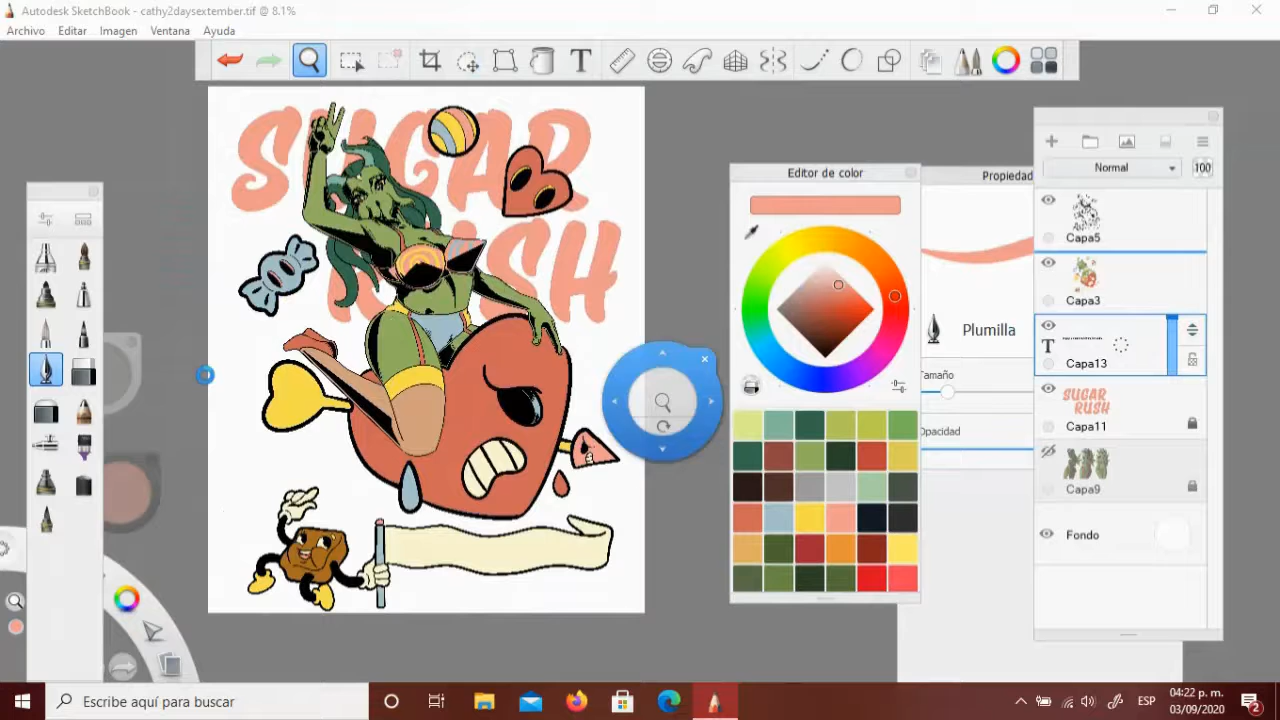 Autodesk SketchBook - cathy2daysextember.tif @ 8.1%
Archivo Editar Imagen Ventana Ayuda
T
SUGAR
RUSH
Editor de color
Propiedad
Plumilla
Tamaño
Opacidad
Normal
100
Capa5
Capa3
T
Capa13
SUGAR
RUSH
Capa11
Capa9
Fondo
Escribe aquí para buscar
ESP
04:22 p. m.
03/09/2020
2